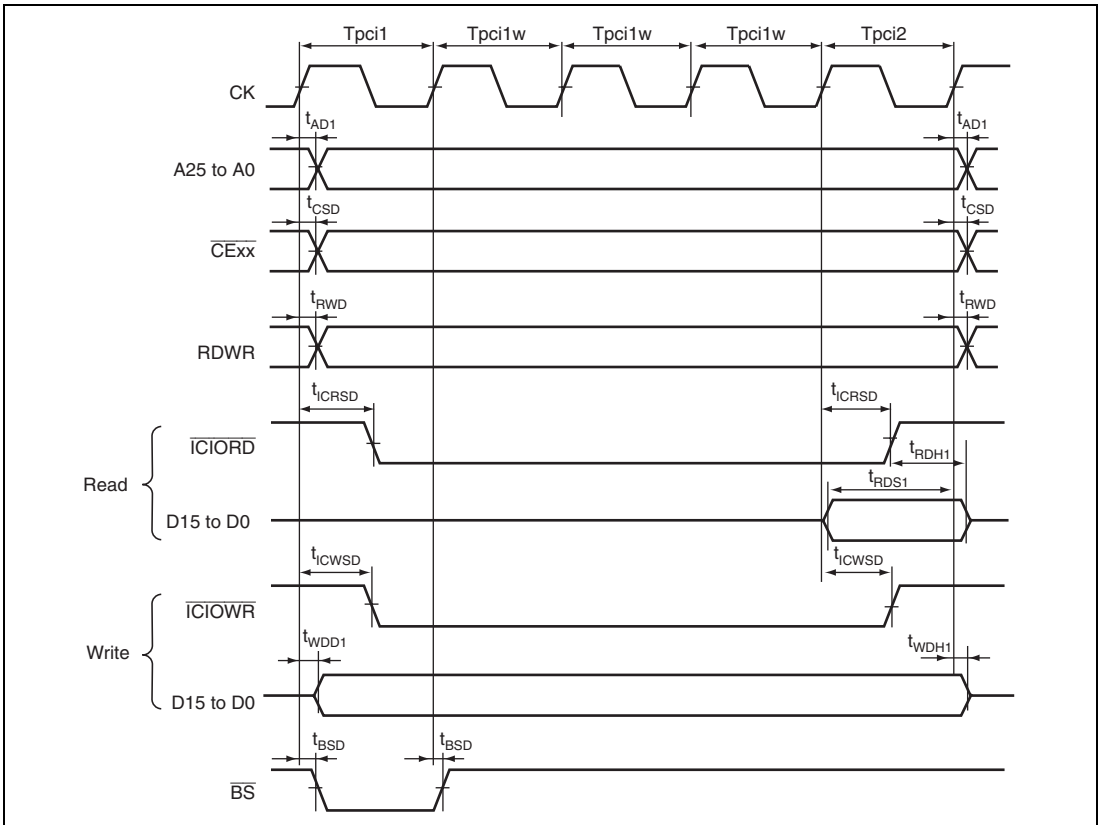 Tpci1 Tpci1w Tpci1w Tpci1w Tpci2
CK
tAD1 tAD1
A25 to A0
tCSD tCSD
CExx
tRWD tRWD
RDWR
tICRSD tICRSD
ICIORD
tRDH1
Read
tRDS1
D15 to D0
tICWSD tICWSD
ICIOWR
tWDD1 tWDH1
Write
D15 to D0
tBSD tBSD
BS